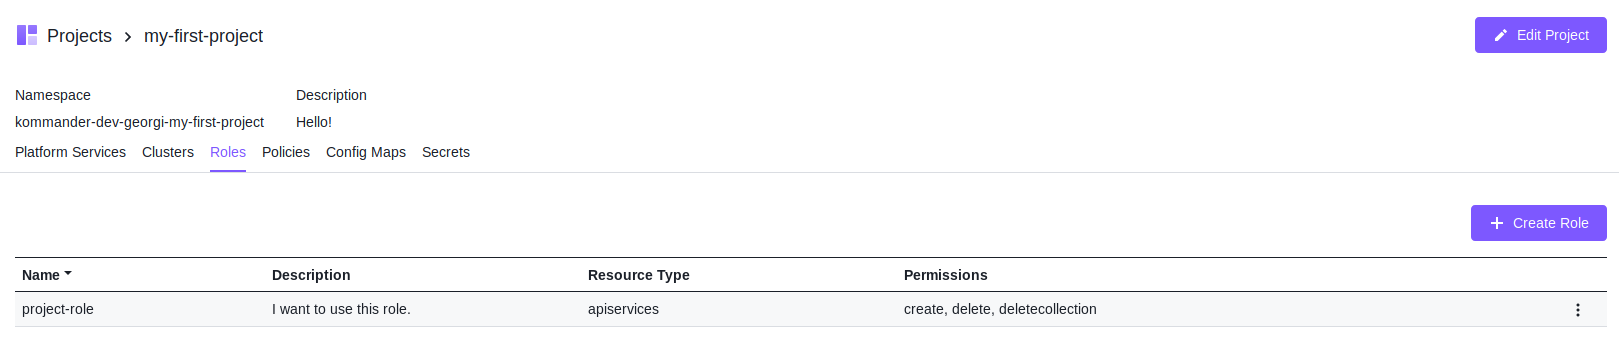 Projects > my-first-project
Edit Project
Namespace Description
kommander-dev-georgi-my-first-project Hello!
Platform Services Clusters Roles Policies Config Maps Secrets
Create Role
Name Description Resource Type Permissions
project-role I want to use this role. apiservices create, delete, deletecollection